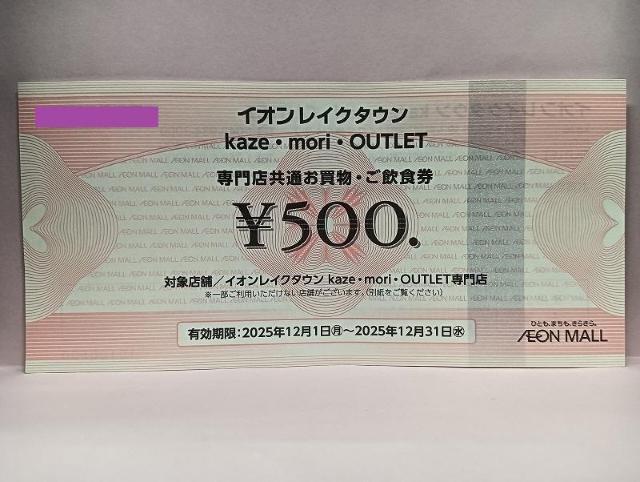 イオンレイクタウン
kaze・mori・OUTLET
専門店共通お買物・ご飲食券
¥500.
対象店舗／イオンレイクタウン kaze・mori・OUTLET専門店
※一部ご利用いただけない店舗がございます。(別紙をご覧ください)
有効期限：2025年12月1日㊊～2025年12月31日㊌
ひとも、まちも、きらきら。
ÆON MALL